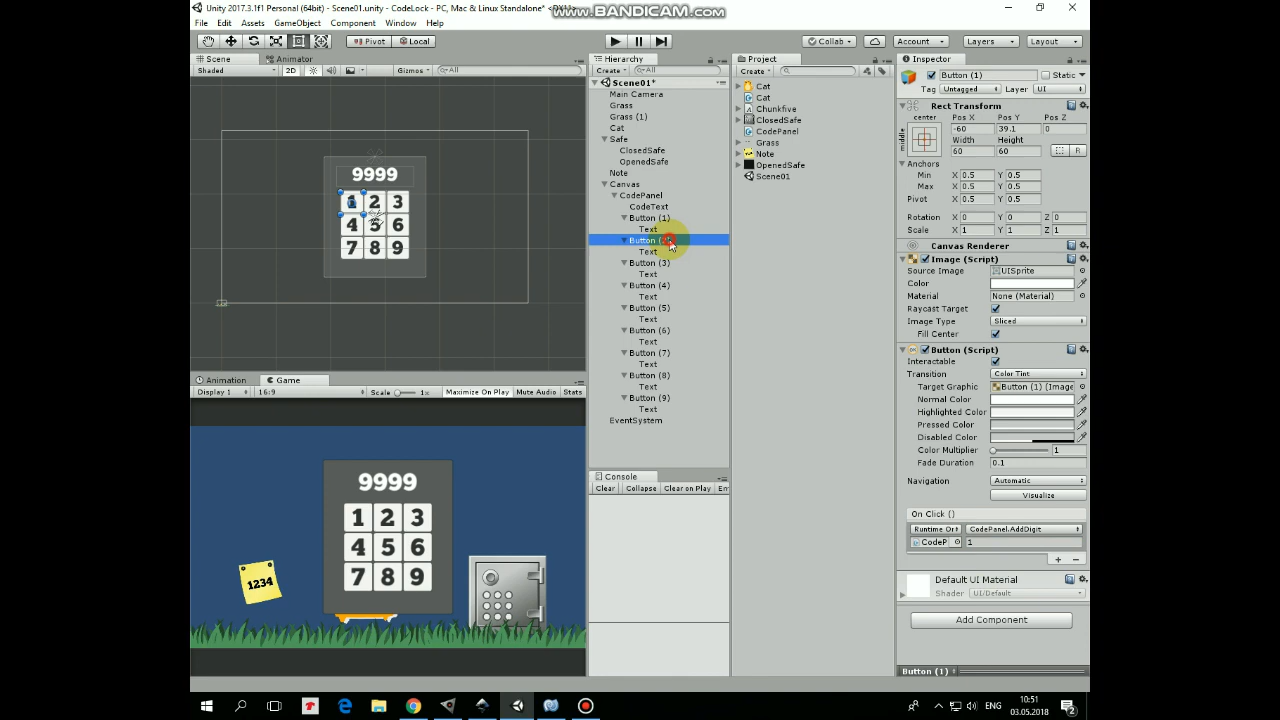 Unity 2017.3.1f1 Personal (64bit) - Scene01.unity - CodeLock - PC, Mac & Linux Standalone* <DX11>
www.BANDICAM.com
File Edit Assets GameObject Component Window Help
Pivot Local Collab Account Layers Layout
Scene Animator
Shaded 2D Gizmos All
9999
1 2 3
4 5 6
7 8 9
Animation Game
Display 1 16:9 Scale 1x Maximize On Play Mute Audio Stats
9999
1 2 3
4 5 6
7 8 9
1234
Hierarchy
Create All
Scene01*
Main Camera
Grass
Grass (1)
Cat
Safe
ClosedSafe
OpenedSafe
Note
Canvas
CodePanel
CodeText
Button (1)
Text
Button
Text
Button (3)
Text
Button (4)
Text
Button (5)
Text
Button (6)
Text
Button (7)
Text
Button (8)
Text
Button (9)
Text
EventSystem
Console
Clear Collapse Clear on Play
Project
Create
Cat
Cat
Chunkfive
ClosedSafe
CodePanel
Grass
Note
OpenedSafe
Scene01
Inspector
Button (1) Static
Tag Untagged Layer UI
Rect Transform
center Pos X Pos Y Pos Z
middle -60 39.1 0
Width Height
60 60 R
Anchors
Min X 0.5 Y 0.5
Max X 0.5 Y 0.5
Pivot X 0.5 Y 0.5
Rotation X 0 Y 0 Z 0
Scale X 1 Y 1 Z 1
Canvas Renderer
Image (Script)
Source Image UISprite
Color
Material None (Material)
Raycast Target
Image Type Sliced
Fill Center
Button (Script)
Interactable
Transition Color Tint
Target Graphic Button (1) (Image
Normal Color
Highlighted Color
Pressed Color
Disabled Color
Color Multiplier 1
Fade Duration 0.1
Navigation Automatic
Visualize
On Click ()
Runtime Or CodePanel.AddDigit
CodeP 1
+ −
Default UI Material
Shader UI/Default
Add Component
Button (1)
ENG
10:51
03.05.2018
2